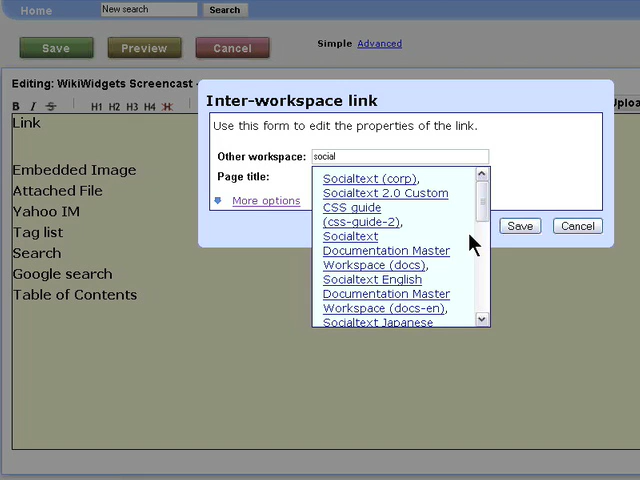 Home
New search
Search
Save
Preview
Cancel
Simple Advanced
Editing: WikiWidgets Screencast -
B I S H1 H2 H3 H4 H
Link
Embedded Image
Attached File
Yahoo IM
Tag list
Search
Google search
Table of Contents
Inter-workspace link
Use this form to edit the properties of the link.
Other workspace: social
Page title:
More options
Socialtext (corp),
Socialtext 2.0 Custom
CSS guide
(css-guide-2),
Socialtext
Documentation Master
Workspace (docs),
Socialtext English
Documentation Master
Workspace (docs-en),
Socialtext Japanese
Save
Cancel